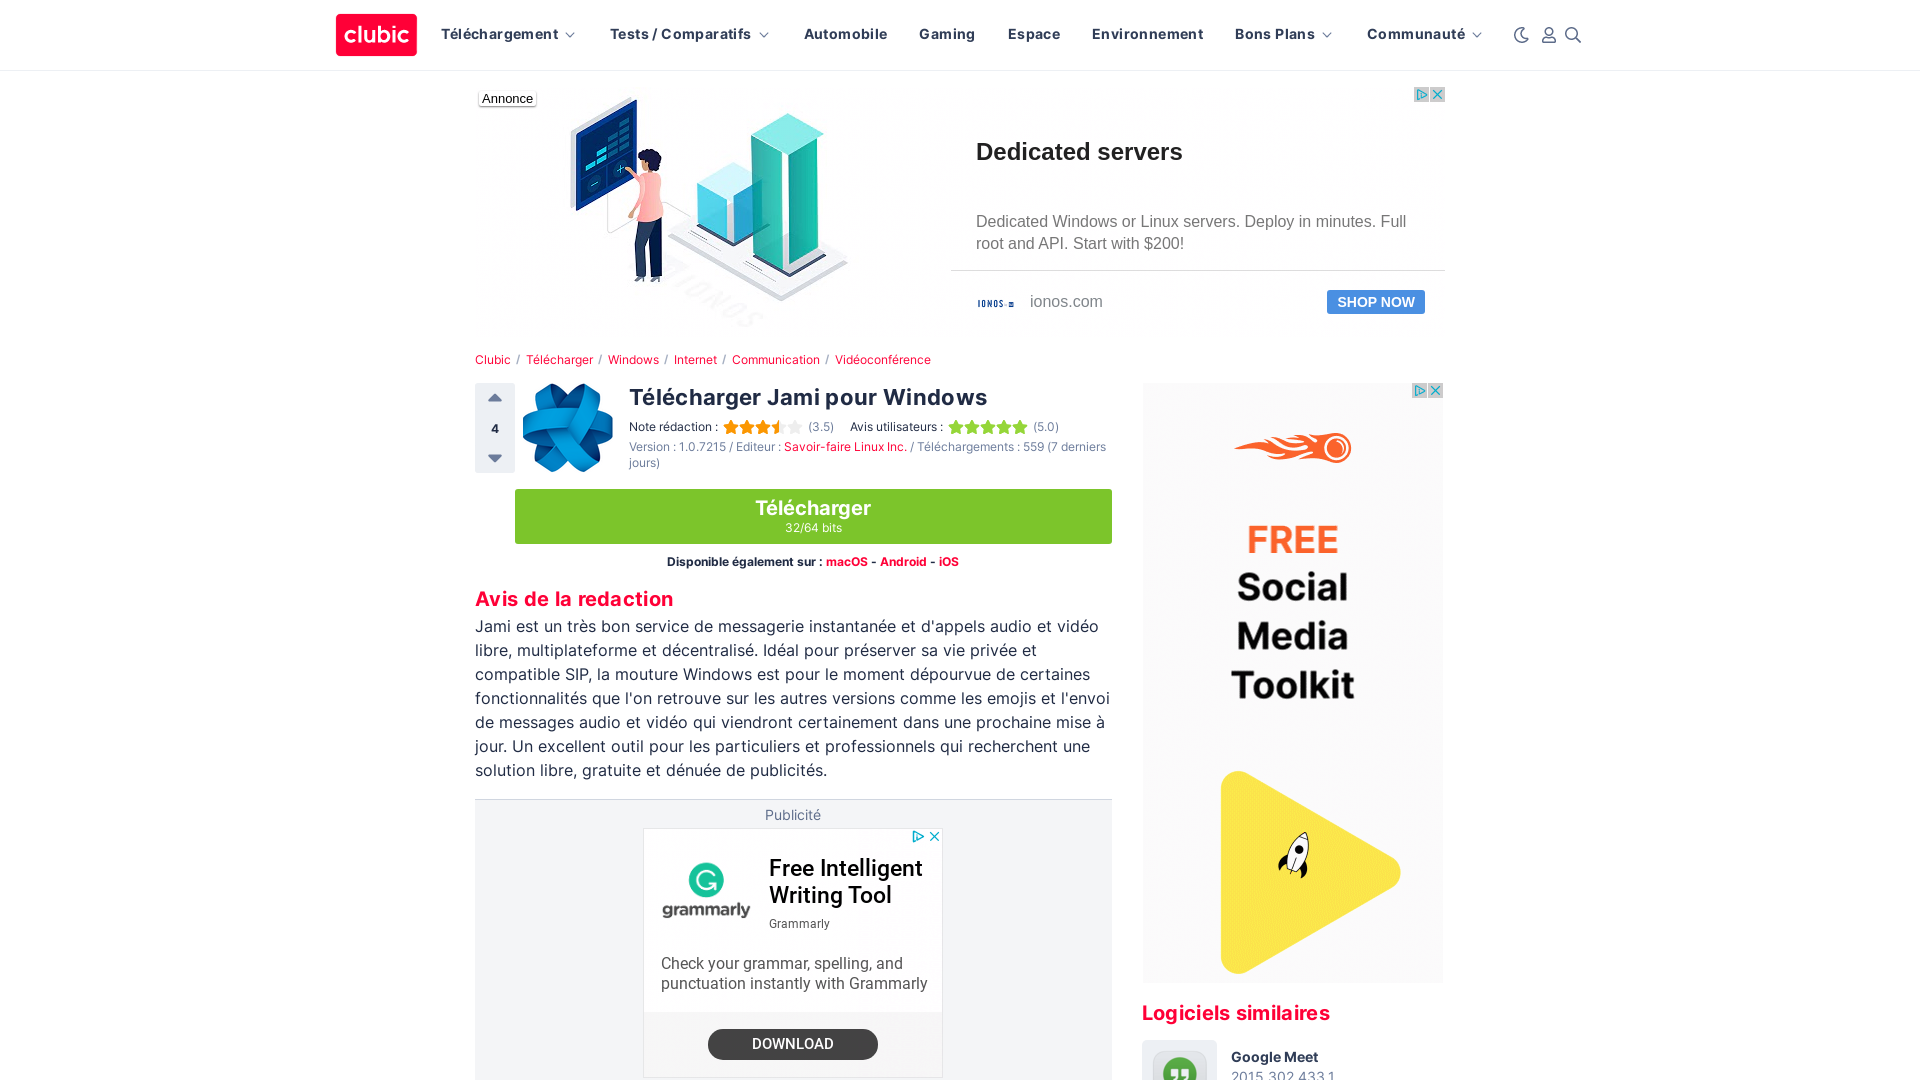 clubic
Téléchargement
Tests / Comparatifs
Automobile
Gaming
Espace
Environnement
Bons Plans
Communauté
Annonce
Dedicated servers
Dedicated Windows or Linux servers. Deploy in minutes. Full
root and API. Start with $200!
IONOS
ionos.com
SHOP NOW
IONOS
Clubic / Télécharger / Windows / Internet / Communication / Vidéoconférence
4
Télécharger Jami pour Windows
Note rédaction : (3.5) Avis utilisateurs : (5.0)
Version : 1.0.7215 / Editeur : Savoir-faire Linux Inc. / Téléchargements : 559 (7 derniers
jours)
Télécharger
32/64 bits
Disponible également sur : macOS - Android - iOS
Avis de la redaction
Jami est un très bon service de messagerie instantanée et d'appels audio et vidéo
libre, multiplateforme et décentralisé. Idéal pour préserver sa vie privée et
compatible SIP, la mouture Windows est pour le moment dépourvue de certaines
fonctionnalités que l'on retrouve sur les autres versions comme les emojis et l'envoi
de messages audio et vidéo qui viendront certainement dans une prochaine mise à
jour. Un excellent outil pour les particuliers et professionnels qui recherchent une
solution libre, gratuite et dénuée de publicités.
Publicité
grammarly
Free Intelligent
Writing Tool
Grammarly
Check your grammar, spelling, and
punctuation instantly with Grammarly
DOWNLOAD
FREE
Social
Media
Toolkit
Logiciels similaires
Google Meet
2015.302.433.1